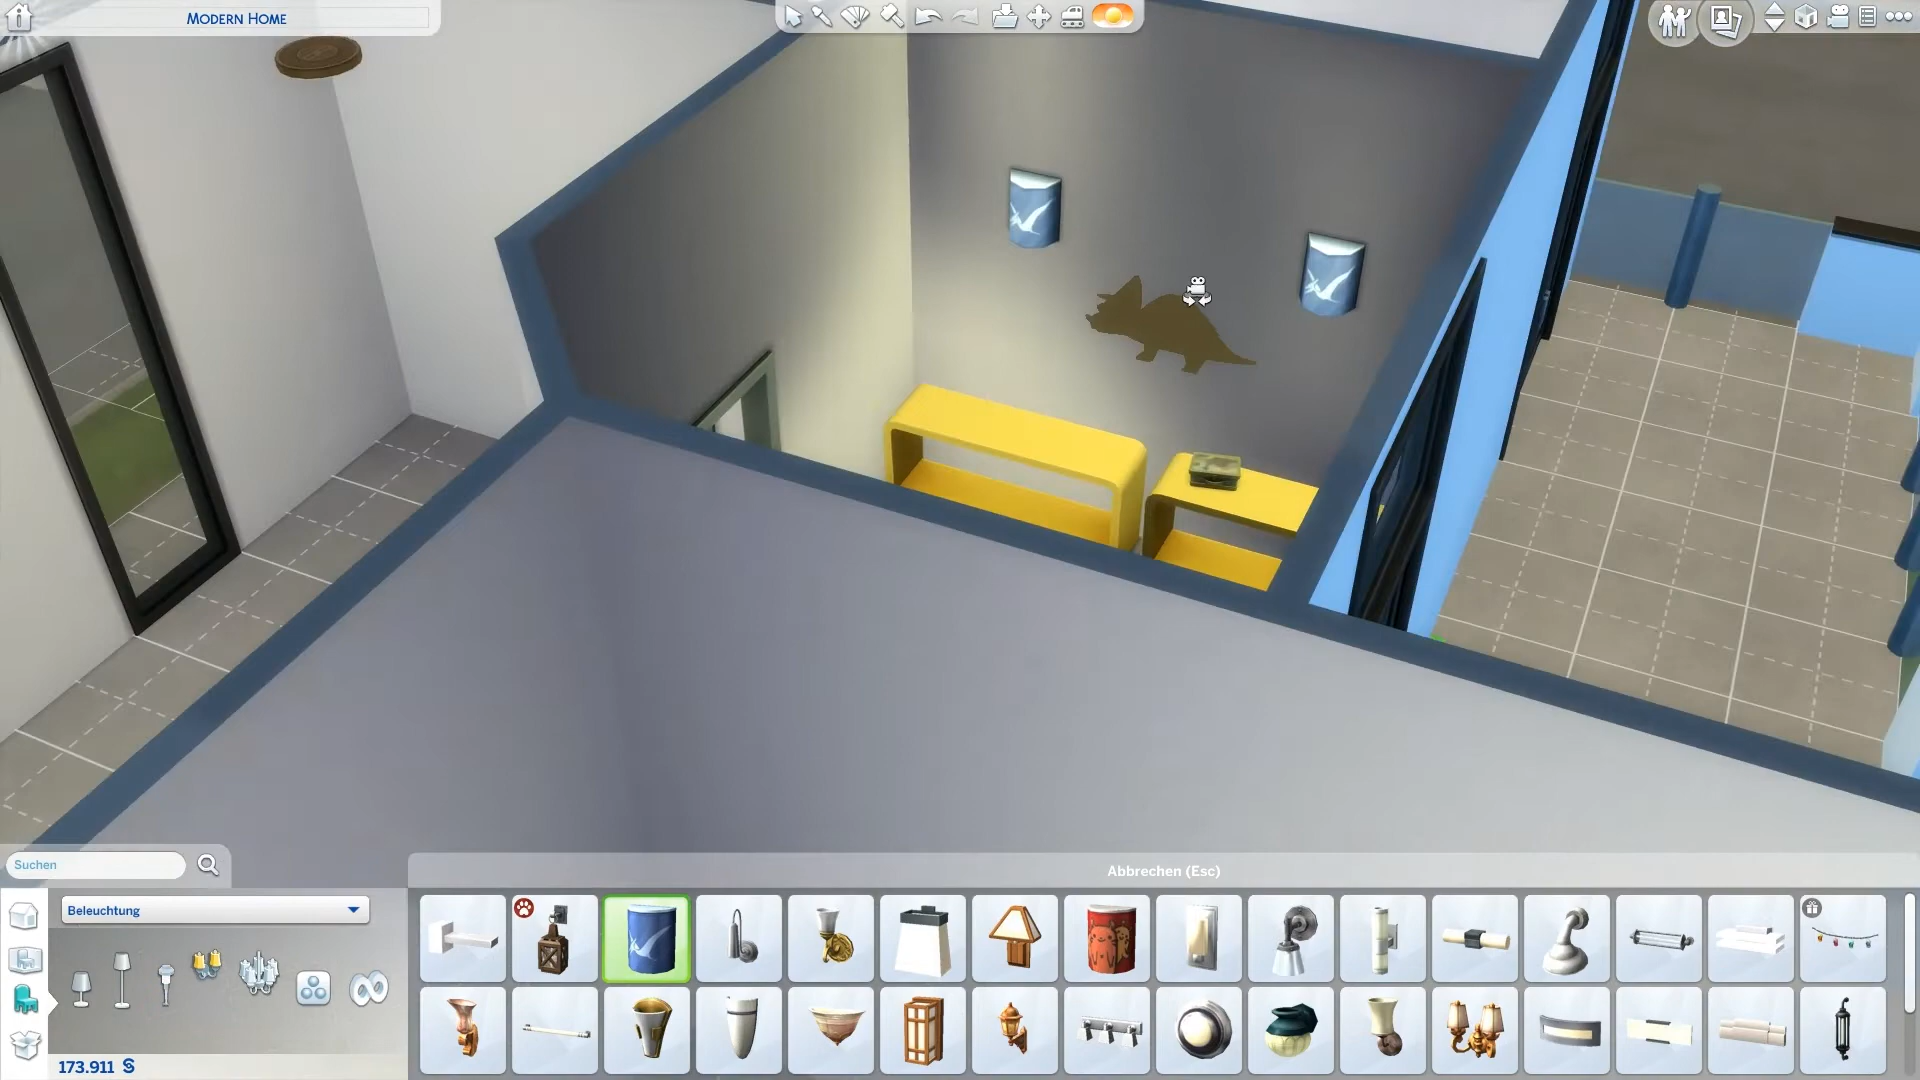 Modern Home
Abbrechen (Esc)
Suchen
Beleuchtung
173.911 §